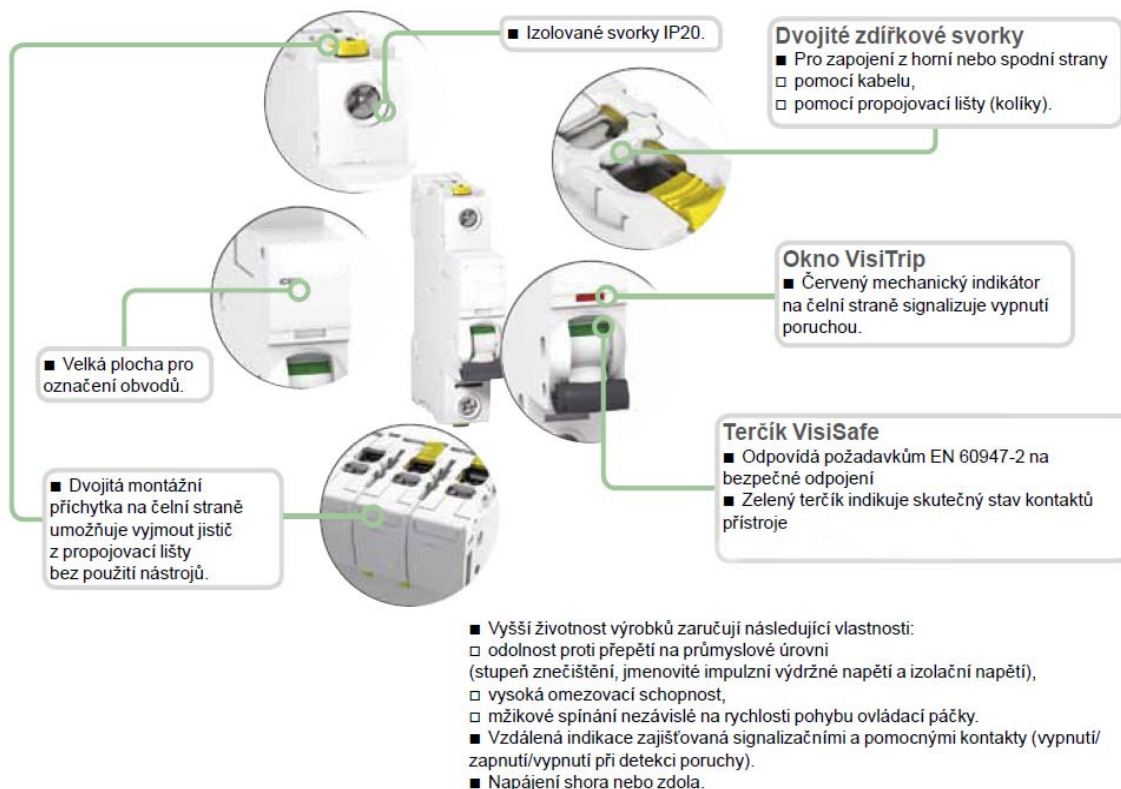 ■ Izolované svorky IP20.
Dvojité zdířkové svorky
■ Pro zapojení z horní nebo spodní strany
□ pomocí kabelu,
□ pomocí propojovací lišty (kolíky).
Okno VisiTrip
■ Červený mechanický indikátor
na čelní straně signalizuje vypnutí
poruchou.
■ Velká plocha pro
označení obvodů.
Terčík VisiSafe
■ Odpovídá požadavkům EN 60947-2 na
bezpečné odpojení
■ Zelený terčík indikuje skutečný stav kontaktů
přístroje
■ Dvojitá montážní
příchytka na čelní straně
umožňuje vyjmout jistič
z propojovací lišty
bez použití nástrojů.
■ Vyšší životnost výrobků zaručují následující vlastnosti:
□ odolnost proti přepětí na průmyslové úrovni
(stupeň znečištění, jmenovité impulzní výdržné napětí a izolační napětí),
□ vysoká omezovací schopnost,
□ mžikové spínání nezávislé na rychlosti pohybu ovládací páčky.
■ Vzdálená indikace zajišťovaná signalizačními a pomocnými kontakty (vypnutí/
zapnutí/vypnutí při detekci poruchy).
■ Napájení shora nebo zdola.